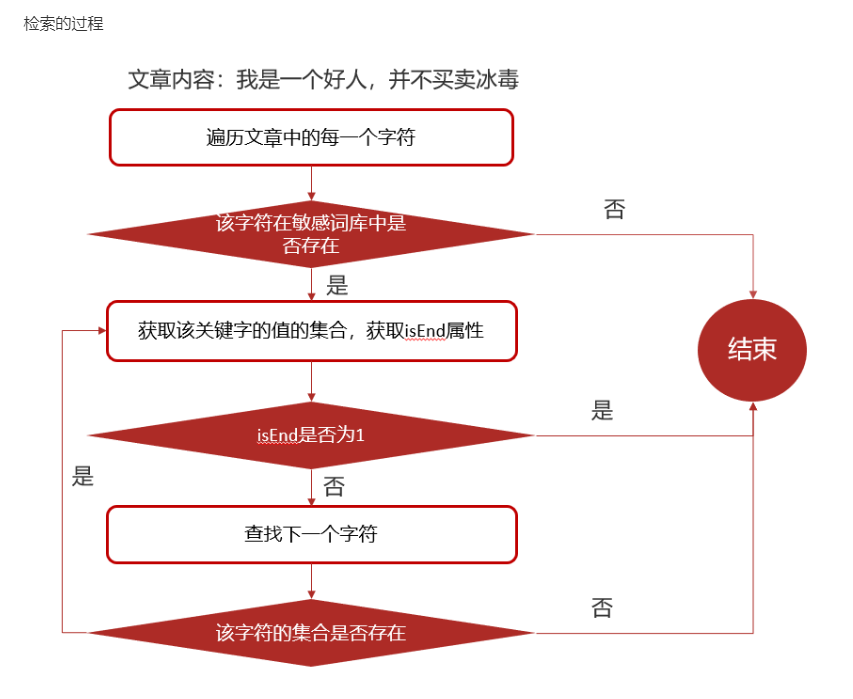 检索的过程
文章内容：我是一个好人，并不买卖冰毒
遍历文章中的每一个字符
该字符在敏感词库中是
否存在
否
是
获取该关键字的值的集合，获取isEnd属性
结束
isEnd是否为1
是
是
否
查找下一个字符
该字符的集合是否存在
否